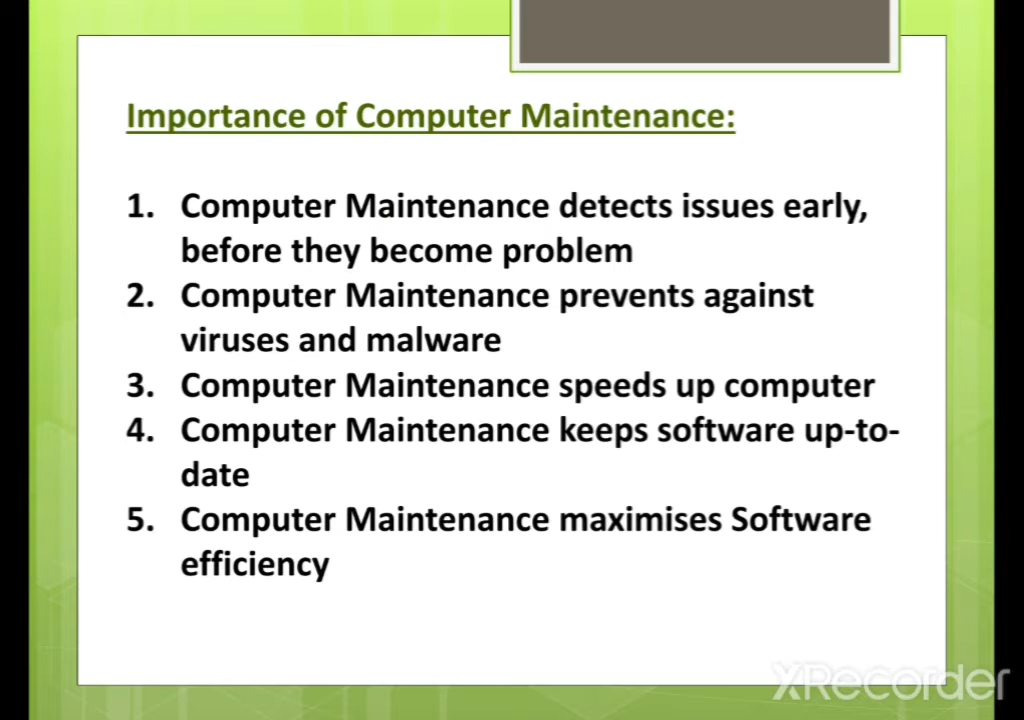 Importance of Computer Maintenance:
1. Computer Maintenance detects issues early,
before they become problem
2. Computer Maintenance prevents against
viruses and malware
3. Computer Maintenance speeds up computer
4. Computer Maintenance keeps software up-to-
date
5. Computer Maintenance maximises Software
efficiency
XRecorder